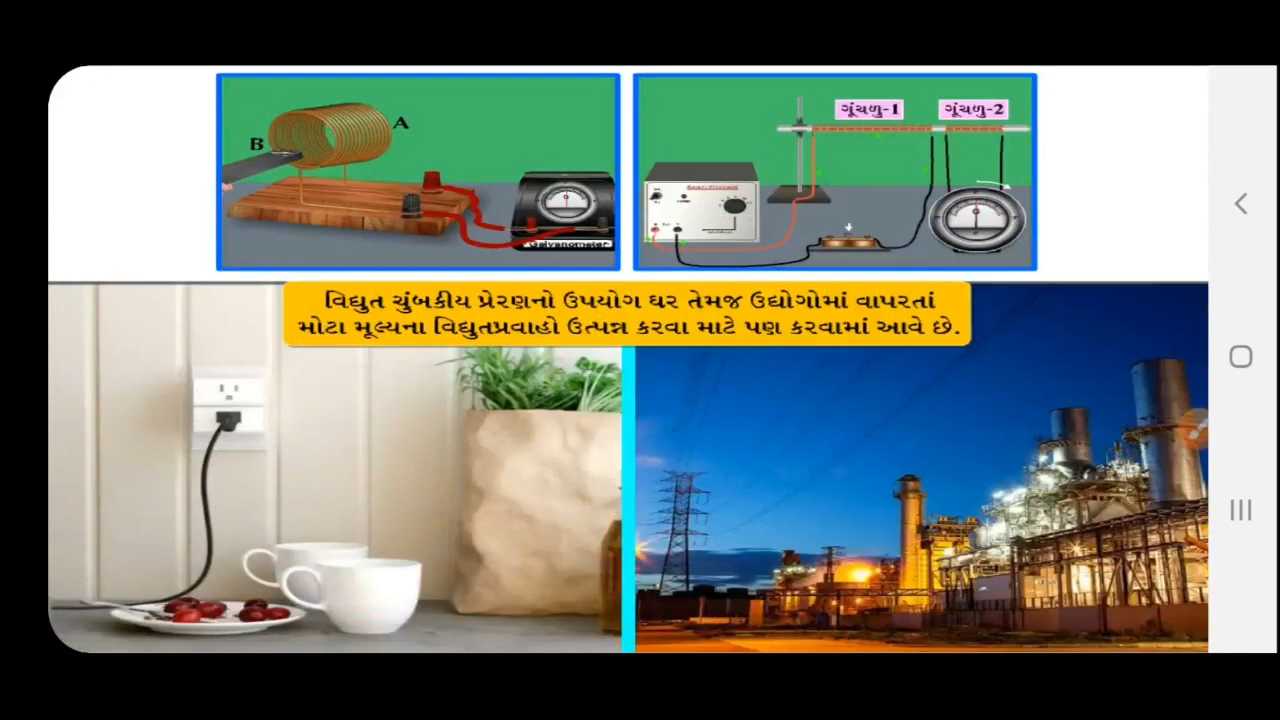 ગૂંચળુ-1
ગૂંચળુ-2
A
B
Galvanometer
વિદ્યુત ચુંબકીય પ્રેરણનો ઉપયોગ ઘર તેમજ ઉદ્યોગોમાં વાપરતાં
મોટા મૂલ્યના વિદ્યુતપ્રવાહો ઉત્પન્ન કરવા માટે પણ કરવામાં આવે છે.